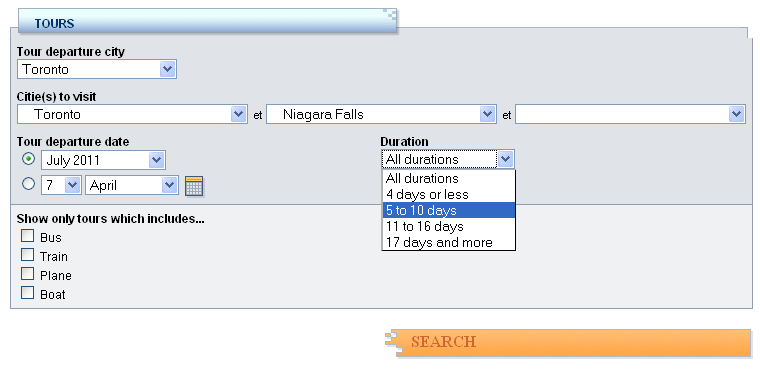 TOURS
Tour departure city
Toronto
Citie(s) to visit
Toronto et Niagara Falls et
Tour departure date Duration
July 2011 All durations
7 April
All durations
4 days or less
5 to 10 days
11 to 16 days
17 days and more
Show only tours which includes...
Bus
Train
Plane
Boat
SEARCH